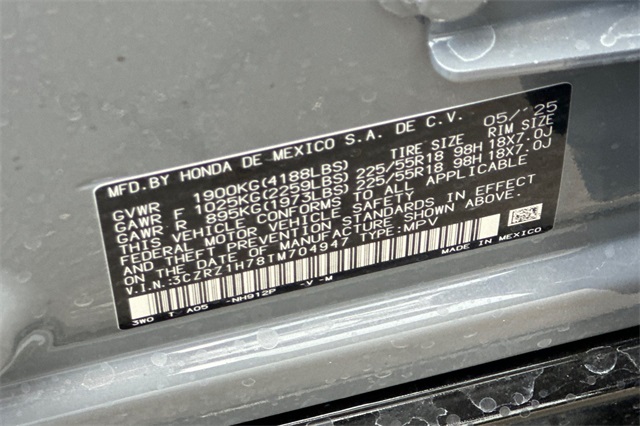 MFD. BY HONDA DE MEXICO S.A. DE C.V. 05/'25
TIRE SIZE RIM SIZE
GVWR 1900KG(4188LBS)
GAWR F 1025KG(2259LBS) 225/55R18 98H 18X7.0J
GAWR R 895KG(1973LBS) 225/55R18 98H 18X7.0J
THIS VEHICLE CONFORMS TO ALL APPLICABLE
FEDERAL MOTOR VEHICLE SAFETY
AND THEFT PREVENTION STANDARDS IN EFFECT
ON THE DATE OF MANUFACTURE SHOWN ABOVE.
V.I.N.:3CZRZ1H78TM704947 TYPE:MPV
MADE IN MEXICO
3W0 T A05 -NH912P -V-M